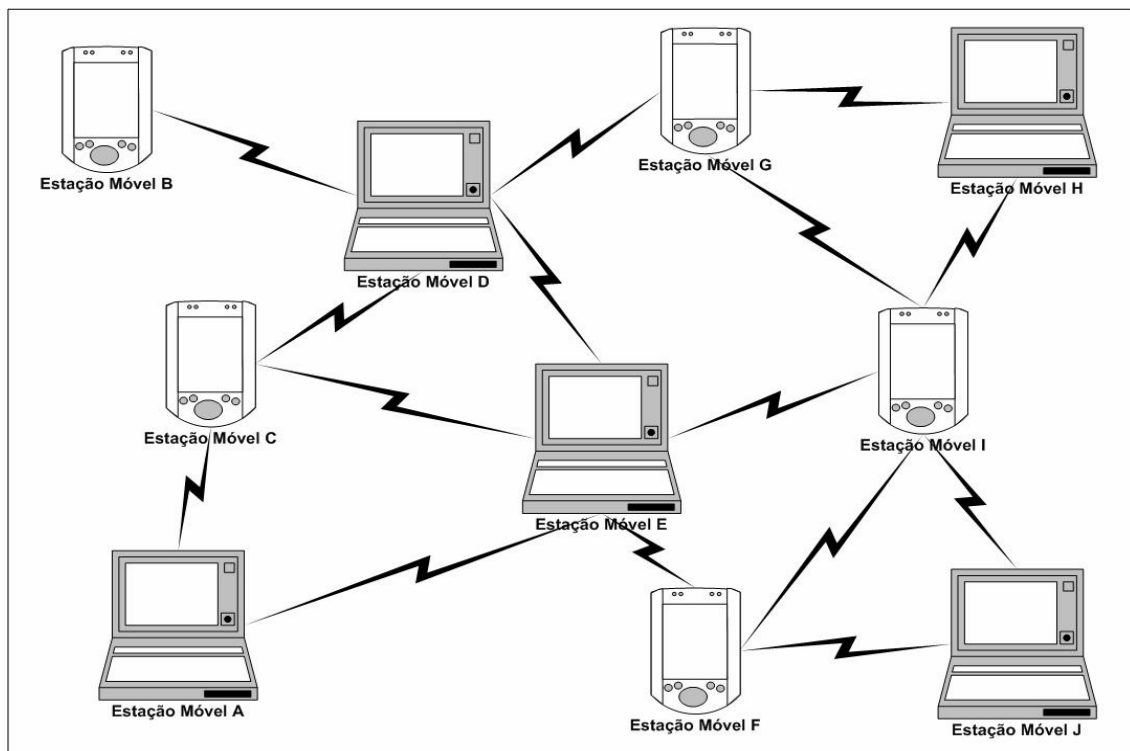 Estação Móvel B
Estação Móvel G
Estação Móvel H
Estação Móvel D
Estação Móvel C
Estação Móvel I
Estação Móvel E
Estação Móvel A
Estação Móvel F
Estação Móvel J